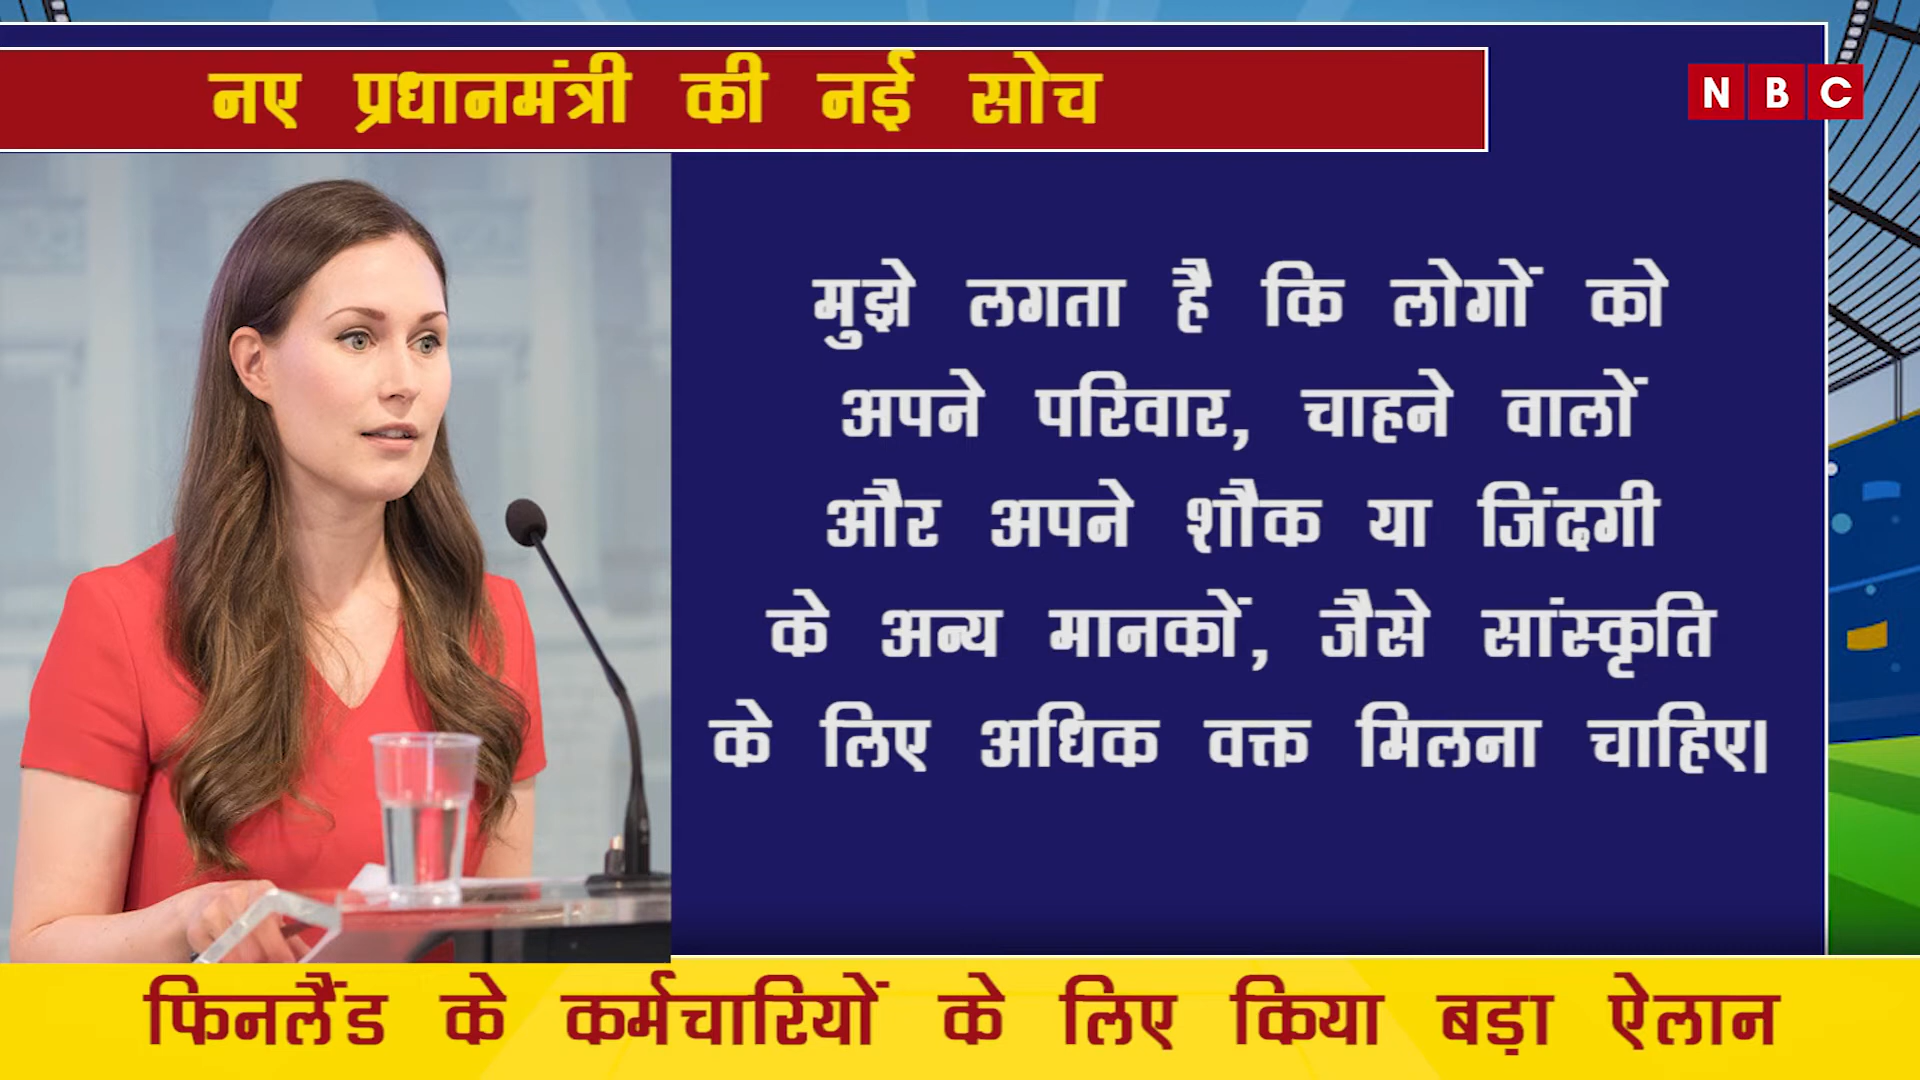 नए प्रधानमंत्री की नई सोच
NBC
मुझे लगता है कि लोगों को
अपने परिवार, चाहने वालों
और अपने शौक या जिंदगी
के अन्य मानकों, जैसे सांस्कृति
के लिए अधिक वक्त मिलना चाहिए।
फिनलैंड के कर्मचारियों के लिए किया बड़ा ऐलान